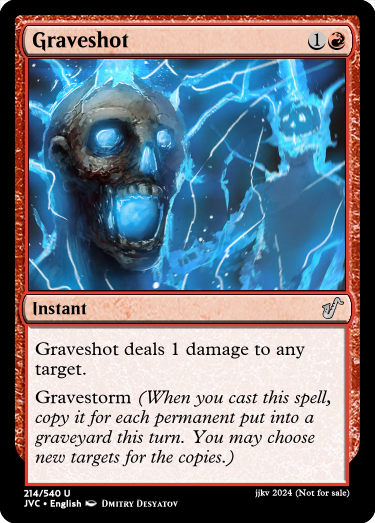 Graveshot 1
Instant
Graveshot deals 1 damage to any
target.
Gravestorm (When you cast this spell,
copy it for each permanent put into a
graveyard this turn. You may choose
new targets for the copies.)
214/540 U jjkv 2024 (Not for sale)
JVC • English Dmitry Desyatov